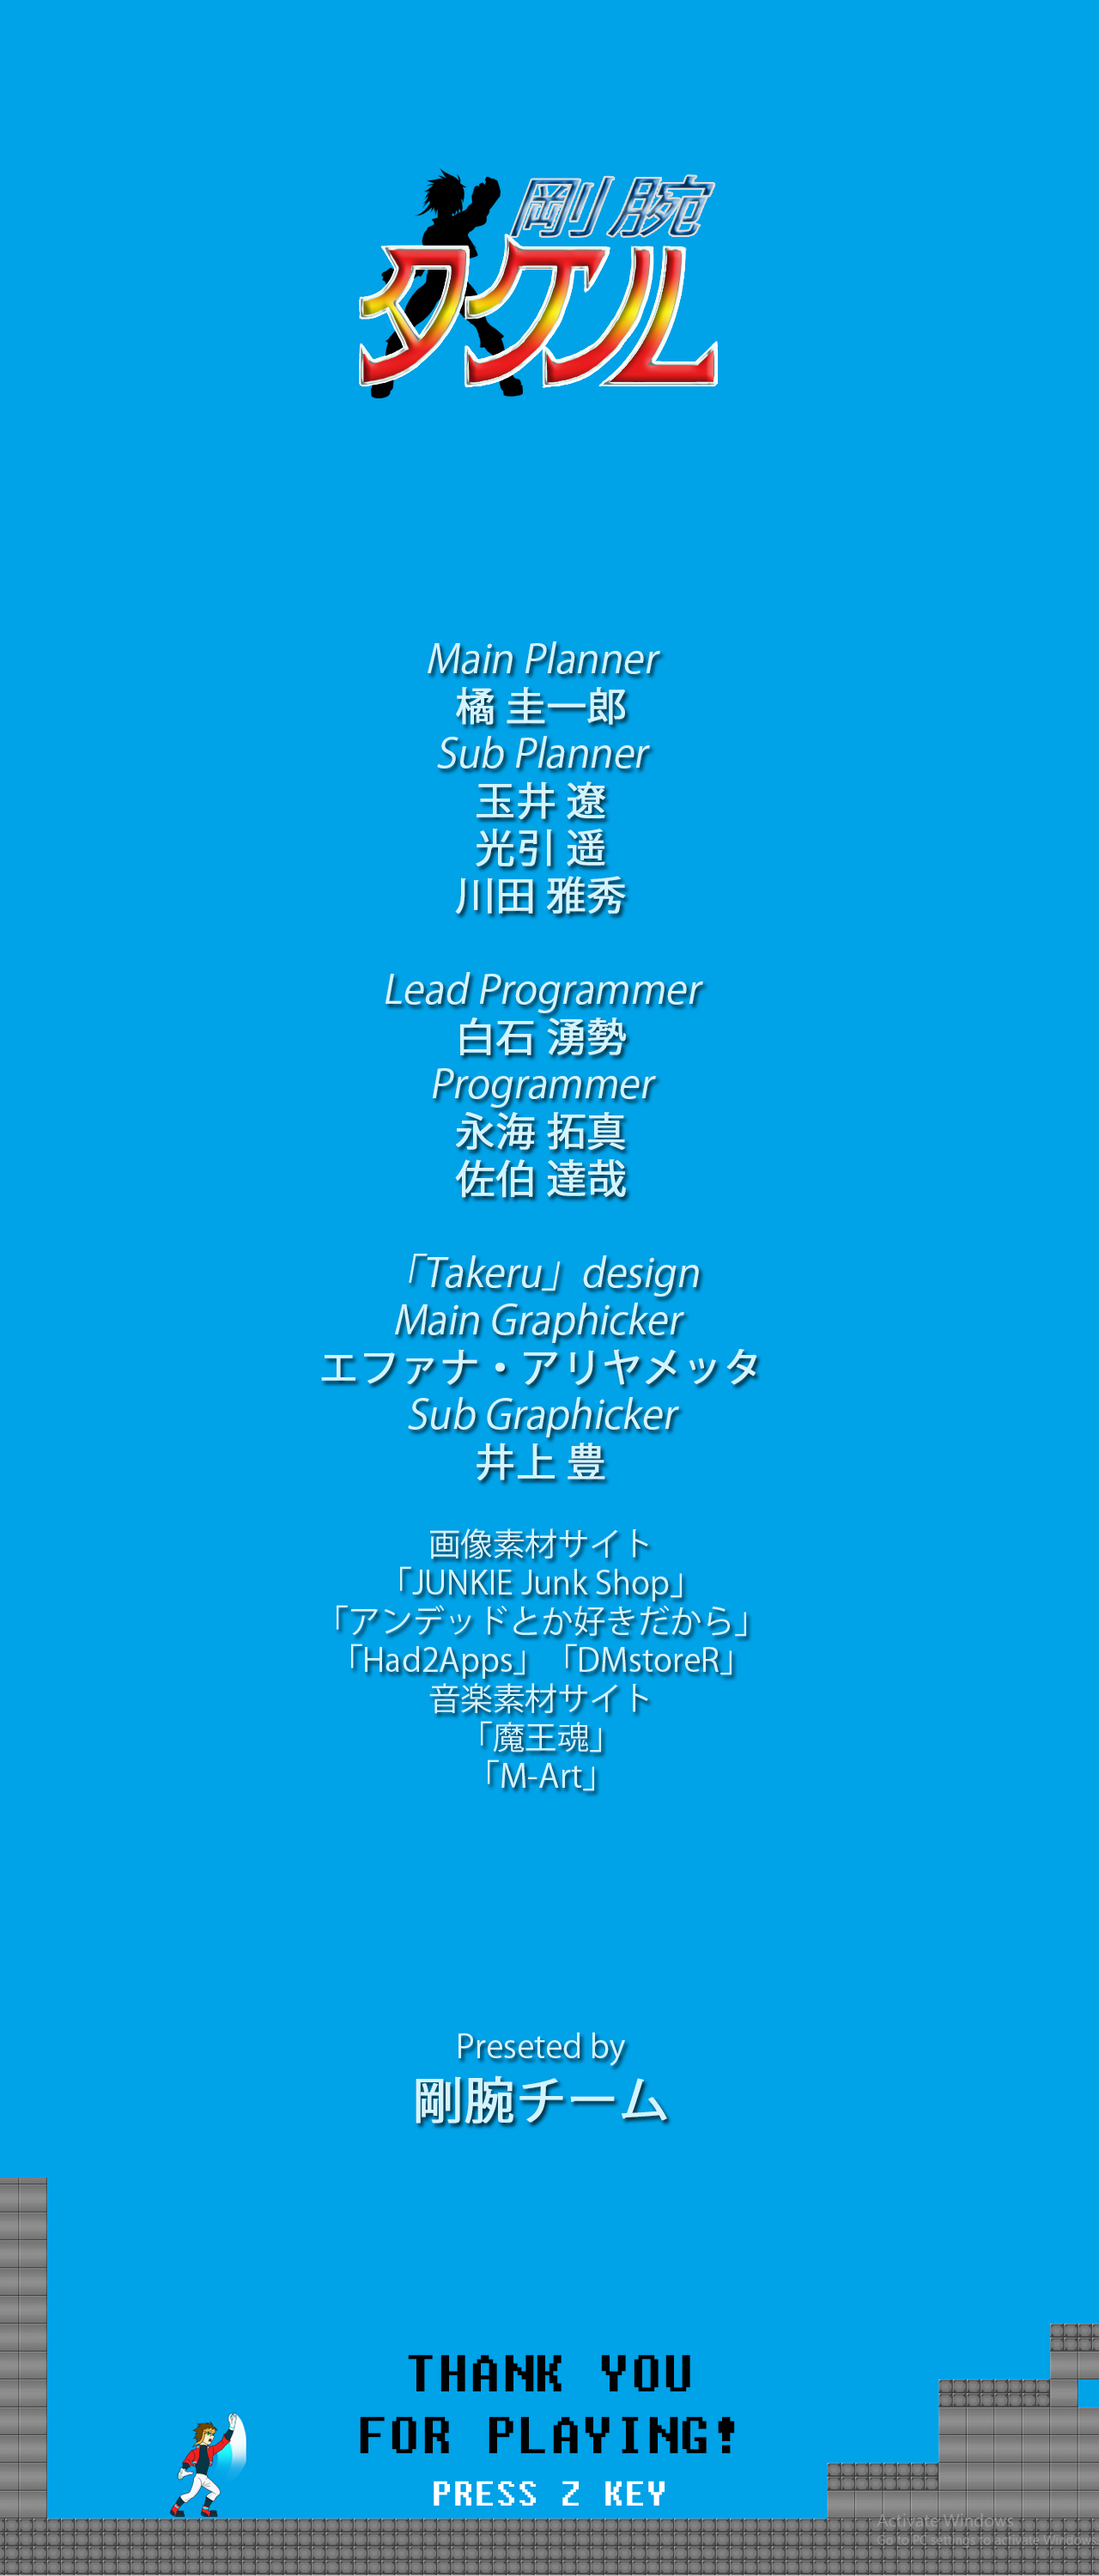 剛腕
タケル
Main Planner
橘 圭一郎
Sub Planner
玉井 遼
光引 遥
川田 雅秀
Lead Programmer
白石 湧勢
Programmer
永海 拓真
佐伯 達哉
「Takeru」design
Main Graphicker
エファナ・アリヤメッタ
Sub Graphicker
井上 豊
画像素材サイト
「JUNKIE Junk Shop」
「アンデッドとか好きだから」
「Had2Apps」「DMstoreR」
音楽素材サイト
「魔王魂」
「M-Art」
Preseted by
剛腕チーム
THANK YOU
FOR PLAYING!
PRESS Z KEY
Activate Windows
Go to PC settings to activate Windows